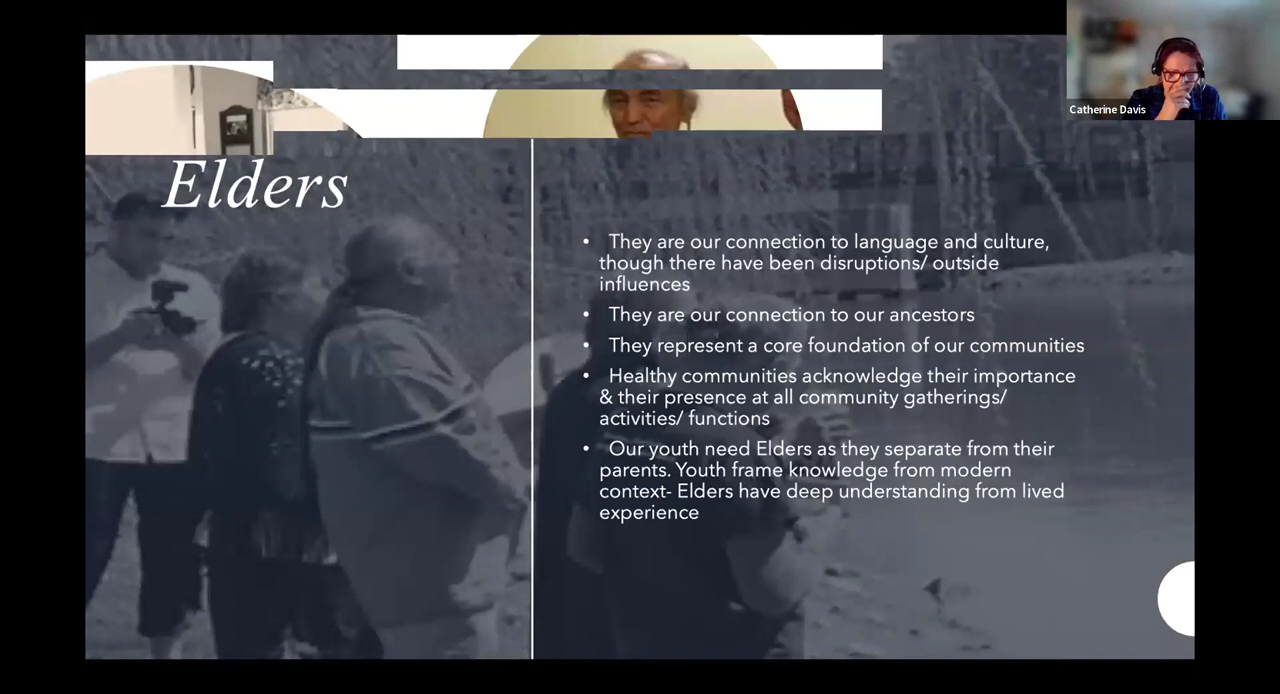 Catherine Davis
Elders
• They are our connection to language and culture,
though there have been disruptions/ outside
influences
• They are our connection to our ancestors
• They represent a core foundation of our communities
• Healthy communities acknowledge their importance
& their presence at all community gatherings/
activities/ functions
• Our youth need Elders as they separate from their
parents. Youth frame knowledge from modern
context- Elders have deep understanding from lived
experience